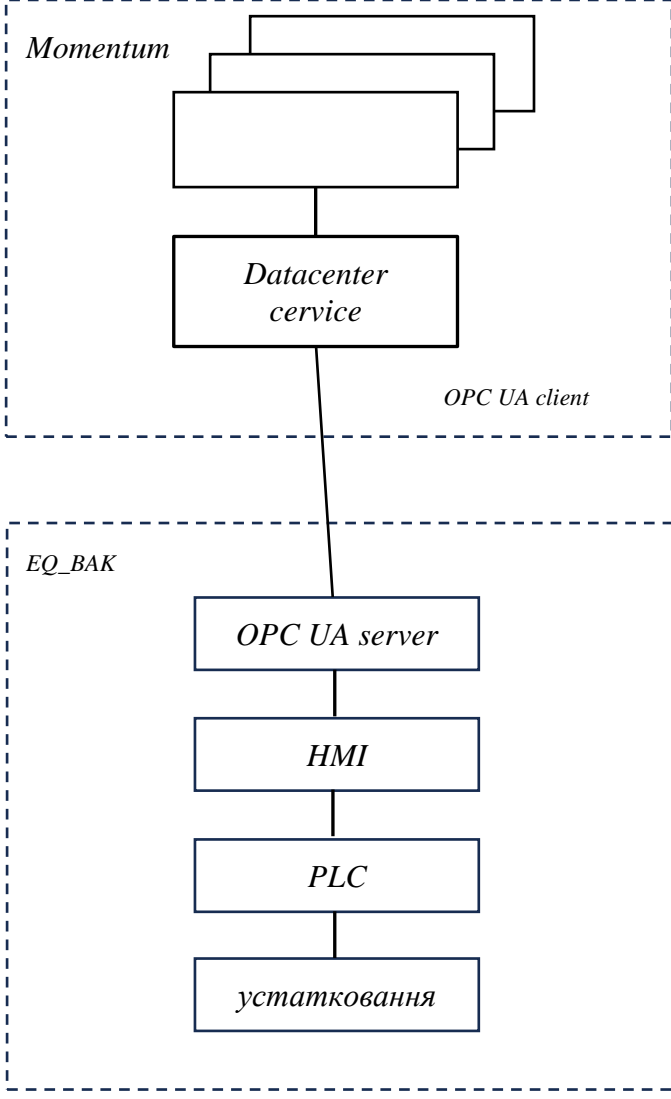 Momentum
Datacenter
cervice
OPC UA client
EQ_BAK
OPC UA server
HMI
PLC
устатковання